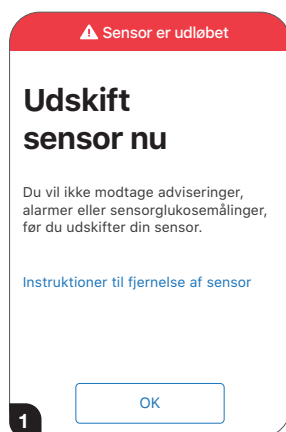 Sensor er udløbet
Udskift
sensor nu
Du vil ikke modtage adviseringer,
alarmer eller sensorglukosemålinger,
før du udskifter din sensor.
Instruktioner til fjernelse af sensor
OK
1